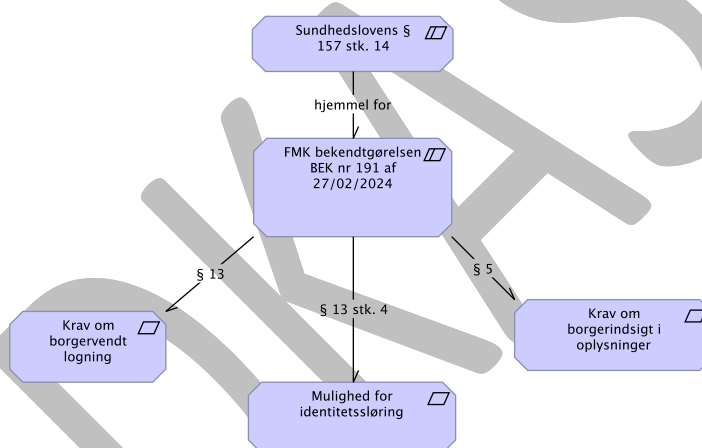 Sundhedslovens §
157 stk. 14
hjemmel for
FMK bekendtgørelsen
BEK nr 191 af
27/02/2024
§ 13
§ 5
§ 13 stk. 4
Krav om
borgervendt
logning
Krav om
borgerindsigt i
oplysninger
Mulighed for
identitetssløring